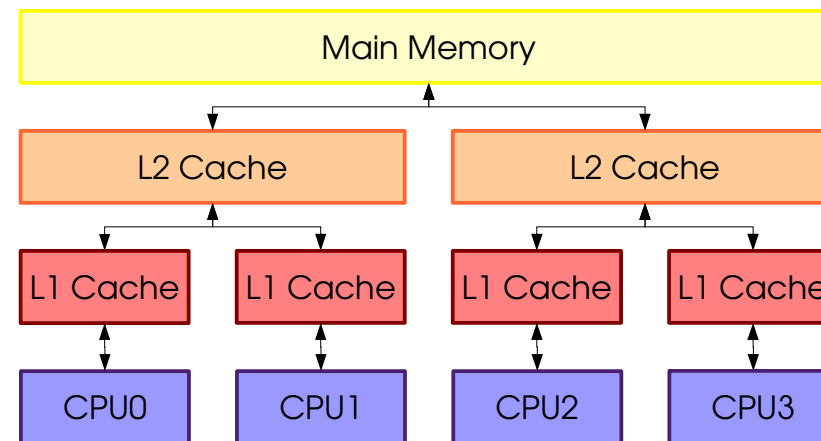 Main Memory
L2 Cache L2 Cache
L1 Cache L1 Cache L1 Cache L1 Cache
CPU0 CPU1 CPU2 CPU3